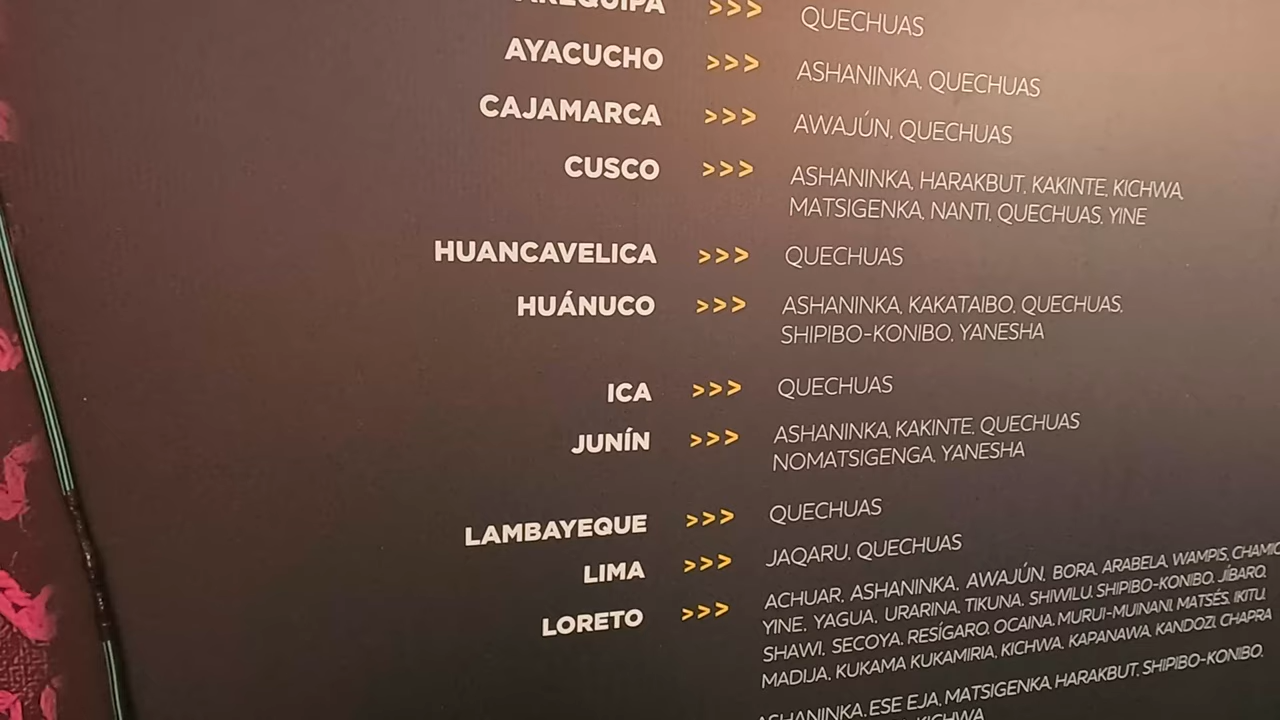 AREQUIPA >>> QUECHUAS
AYACUCHO >>> ASHANINKA, QUECHUAS
CAJAMARCA >>> AWAJÚN, QUECHUAS
CUSCO >>> ASHANINKA, HARAKBUT, KAKINTE, KICHWA,
MATSIGENKA, NANTI, QUECHUAS, YINE
HUANCAVELICA >>> QUECHUAS
HUÁNUCO >>> ASHANINKA, KAKATAIBO, QUECHUAS,
SHIPIBO-KONIBO, YANESHA
ICA >>> QUECHUAS
JUNÍN >>> ASHANINKA, KAKINTE, QUECHUAS
NOMATSIGENGA, YANESHA
LAMBAYEQUE >>> QUECHUAS
LIMA >>> JAQARU, QUECHUAS
LORETO >>> ACHUAR, ASHANINKA, AWAJÚN, BORA, ARABELA, WAMPIS,
YINE, YAGUA, URARINA, TIKUNA, SHIWILU, SHIPIBO-KONIBO, JÍBARO,
SHAWI, SECOYA, RESÍGARO, OCAINA, MURUI-MUINANI, MATSÉS, IKITU,
MADIJA, KUKAMA KUKAMIRIA, KICHWA, KAPANAWA, KANDOZI, CHAPRA
ASHANINKA, ESE EJA, MATSIGENKA, HARAKBUT, SHIPIBO-KONIBO,
KICHWA